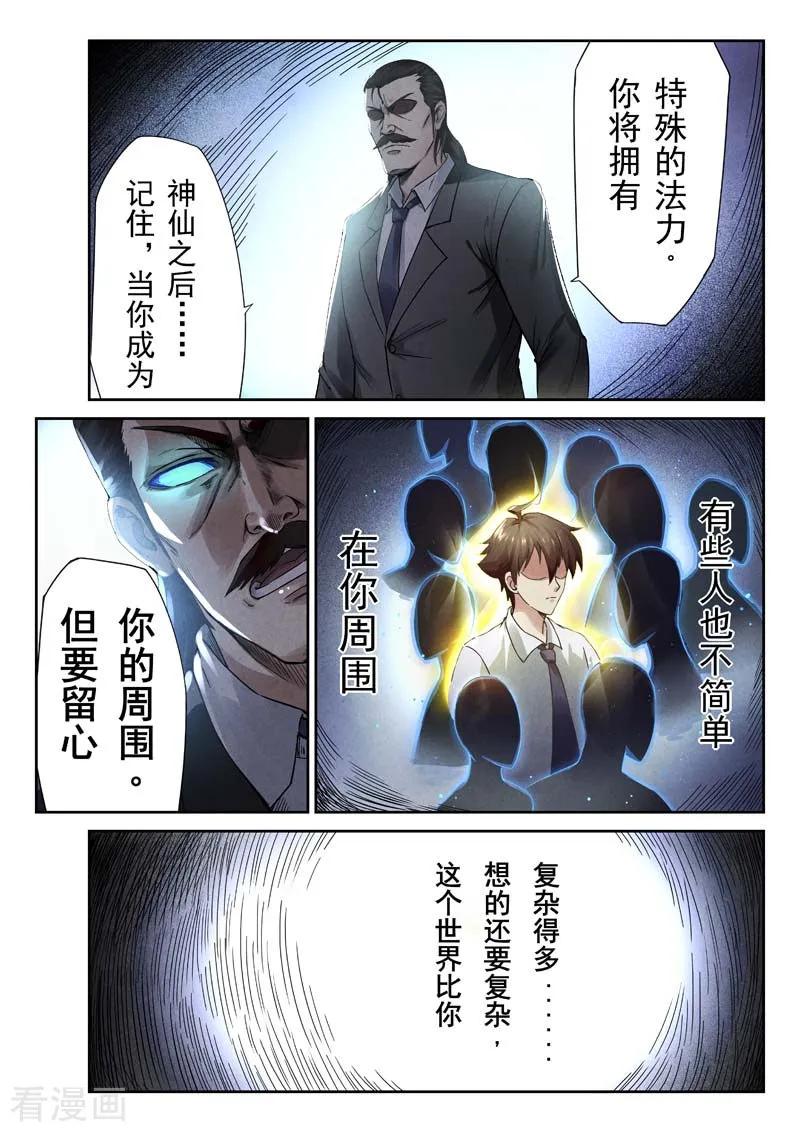 记住，当你成为
神仙之后……
你将拥有
特殊的法力。
但要留心
你的周围。
在你周围
有些人也不简单
这个世界比你
想的还要复杂，
复杂得多……
看漫画